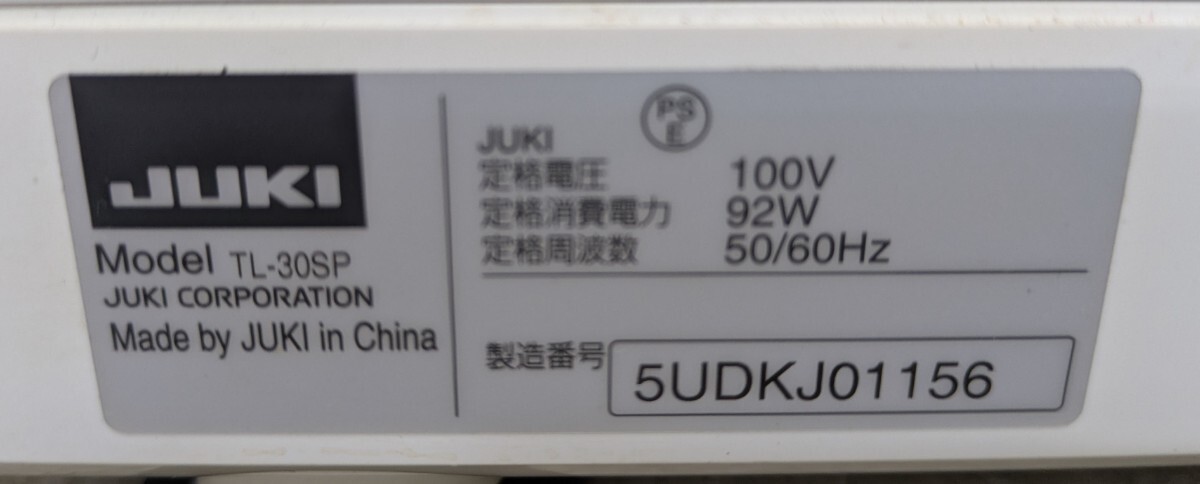 JUKI
Model TL-30SP
JUKI CORPORATION
Made by JUKI in China
PS
E
JUKI
定格電圧 100V
定格消費電力 92W
定格周波数 50/60Hz
製造番号 5UDKJ01156